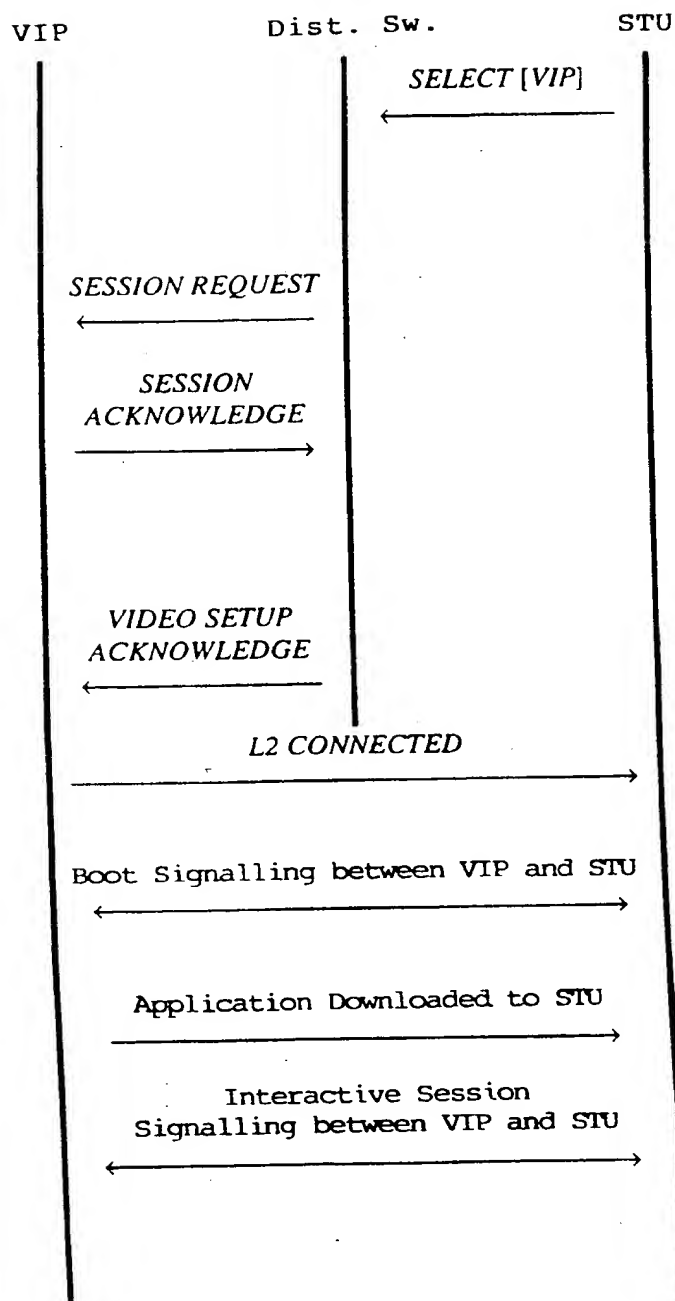 VIP Dist. Sw. STU
SELECT [VIP]
SESSION REQUEST
SESSION
ACKNOWLEDGE
VIDEO SETUP
ACKNOWLEDGE
L2 CONNECTED
Boot Signalling between VIP and STU
Application Downloaded to STU
Interactive Session
Signalling between VIP and STU